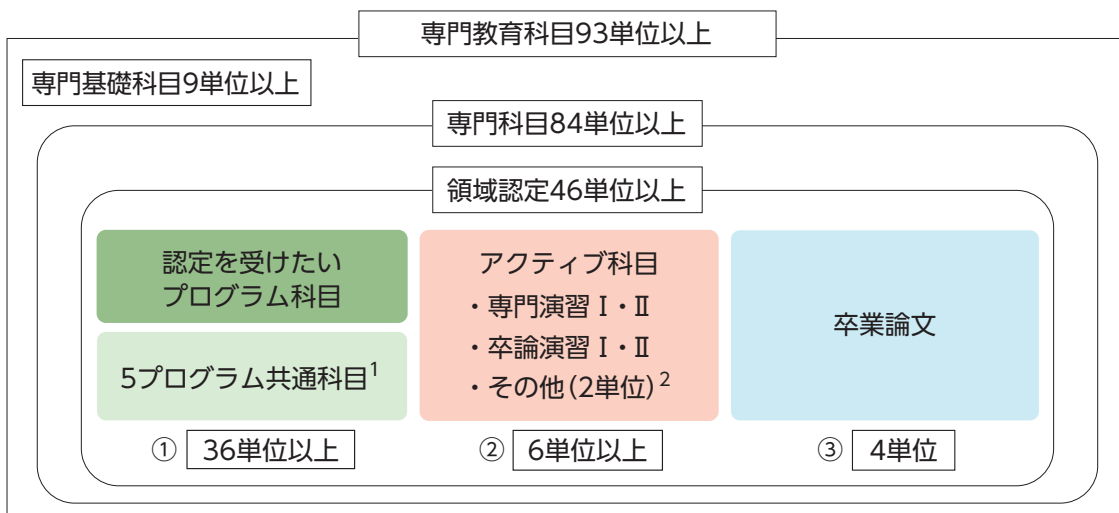 専門教育科目93単位以上
専門基礎科目9単位以上
専門科目84単位以上
領域認定46単位以上
認定を受けたい
プログラム科目
5プログラム共通科目1
① 36単位以上
アクティブ科目
・専門演習Ⅰ・Ⅱ
・卒論演習Ⅰ・Ⅱ
・その他(2単位)2
② 6単位以上
卒業論文
③ 4単位